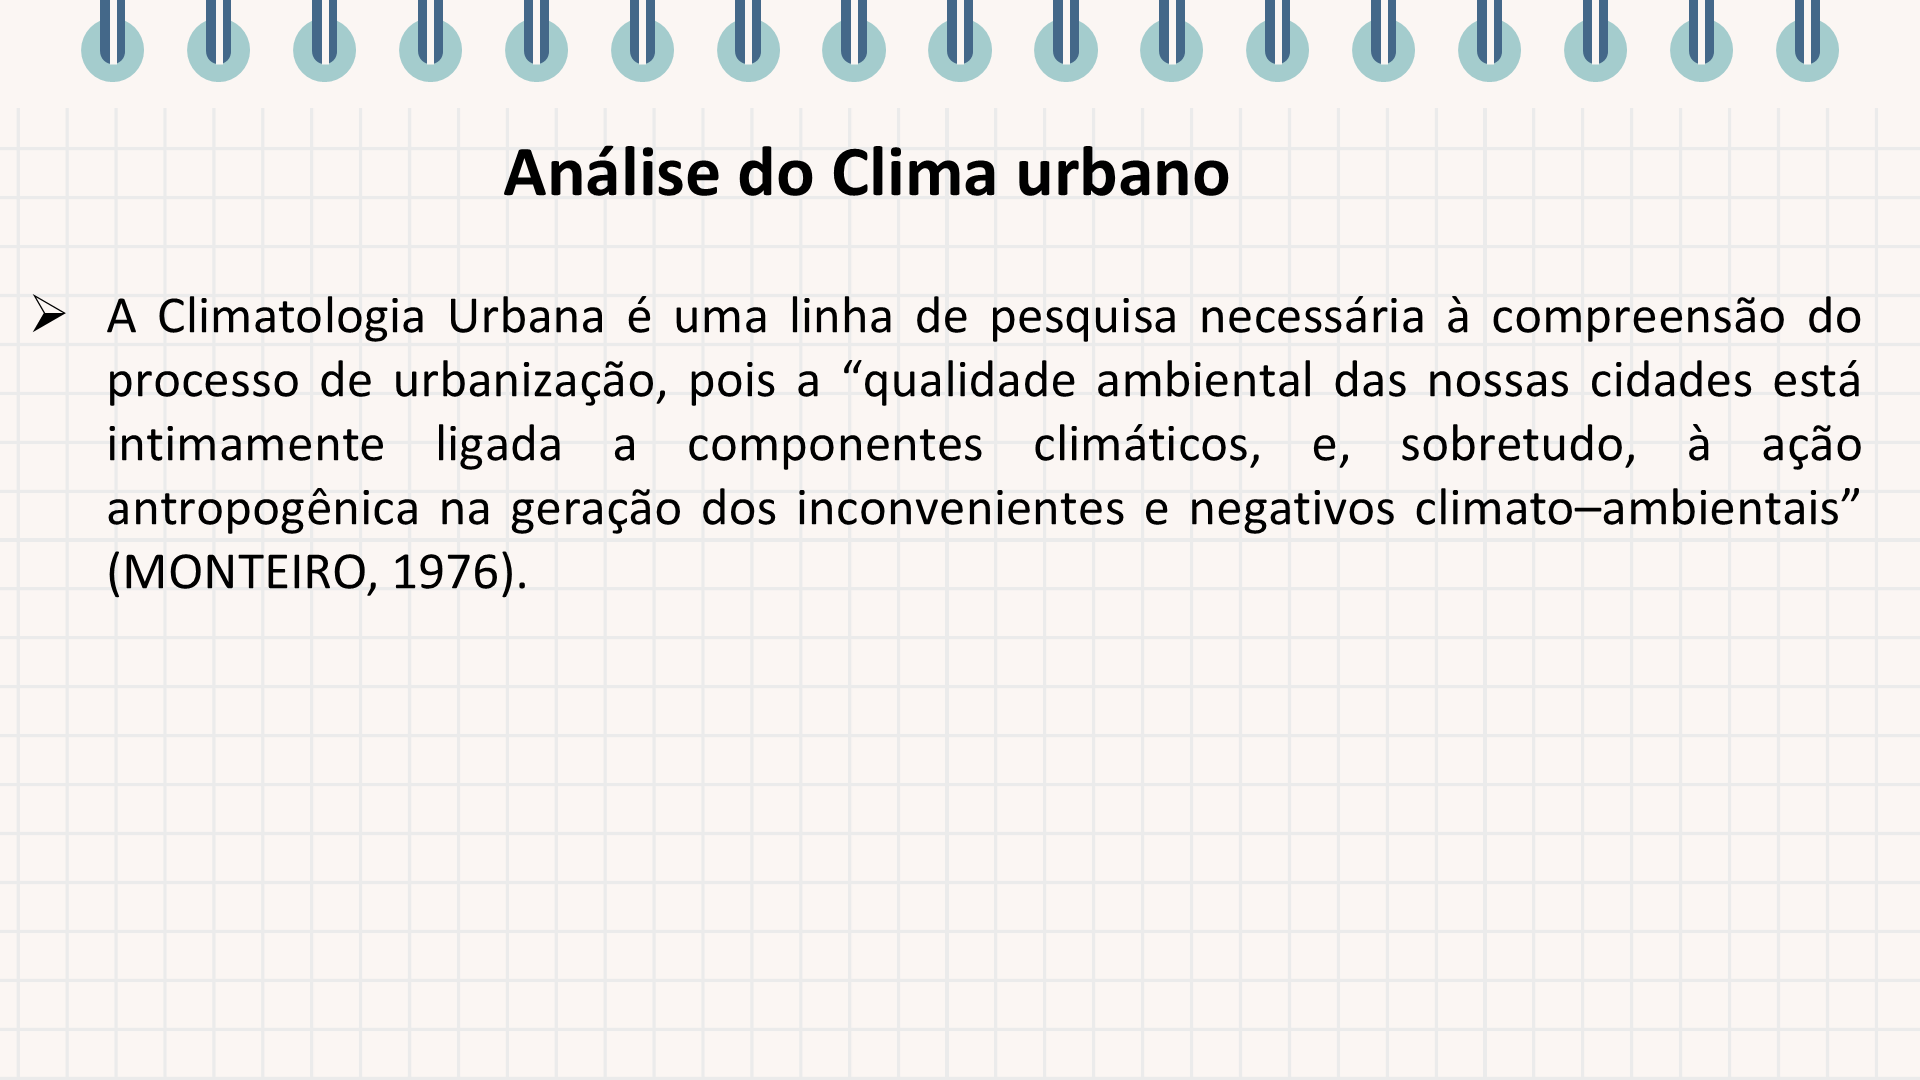 Análise do Clima urbano
➢ A Climatologia Urbana é uma linha de pesquisa necessária à compreensão do
processo de urbanização, pois a “qualidade ambiental das nossas cidades está
intimamente ligada a componentes climáticos, e, sobretudo, à ação
antropogênica na geração dos inconvenientes e negativos climato–ambientais”
(MONTEIRO, 1976).